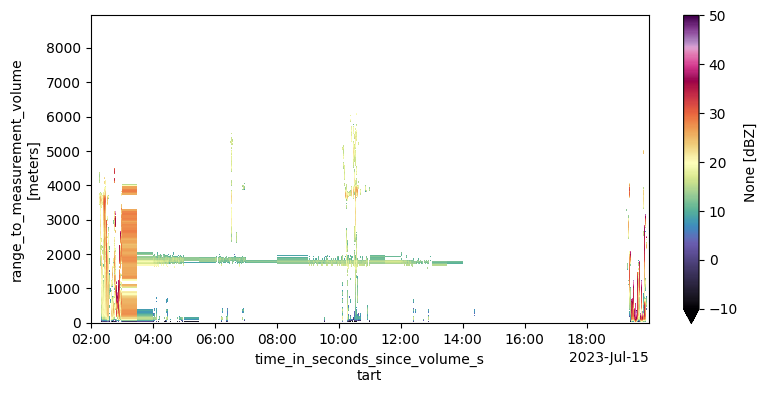 8000
7000
6000
5000
4000
3000
2000
1000
0
range_to_measurement_volume
[meters]
02:00 04:00 06:00 08:00 10:00 12:00 14:00 16:00 18:00
2023-Jul-15
time_in_seconds_since_volume_s
tart
50
40
30
20
10
0
−10
None [dBZ]